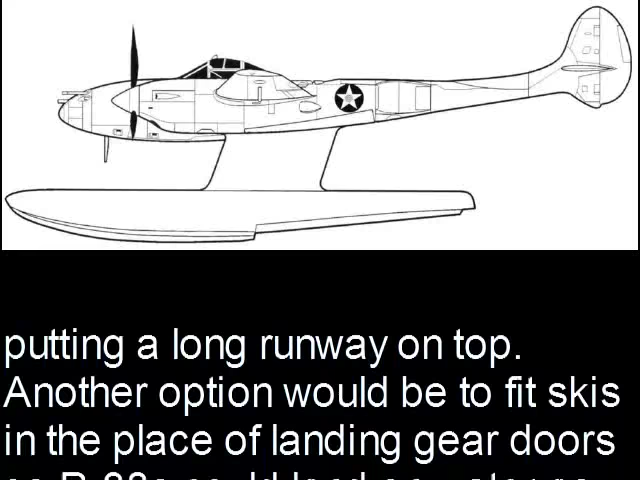 putting a long runway on top.
Another option would be to fit skis
in the place of landing gear doors